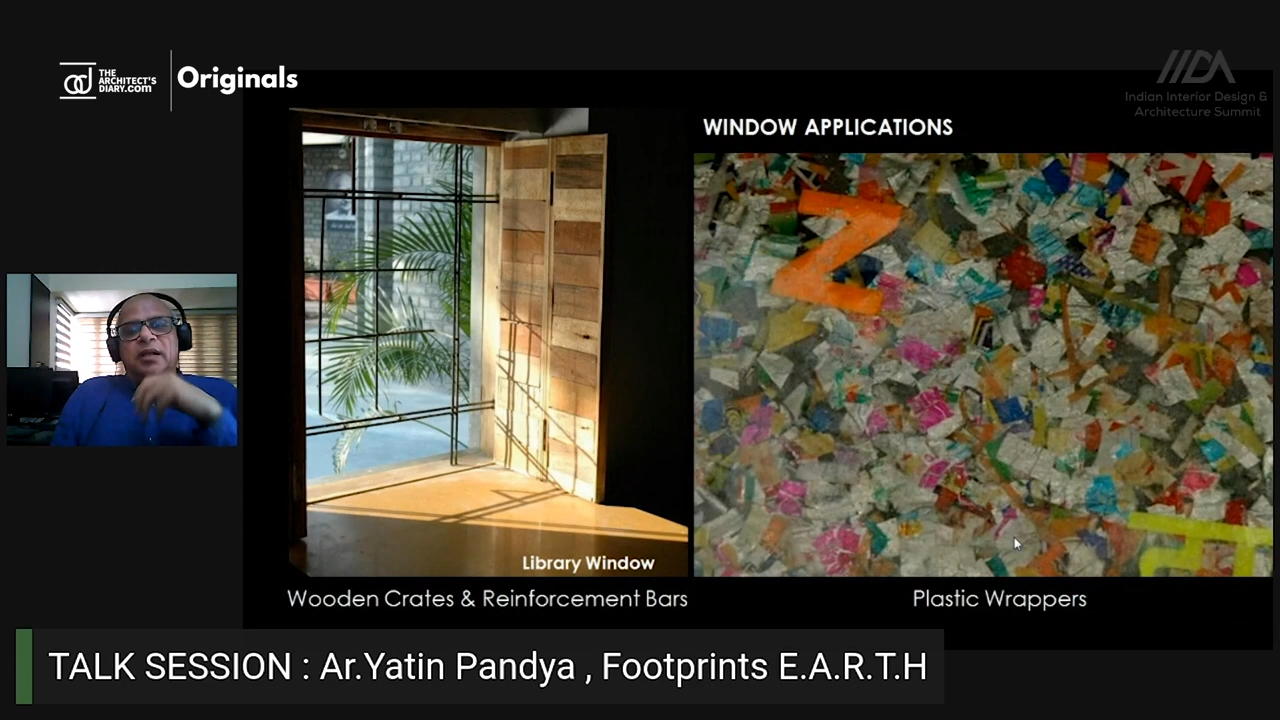 THE
ARCHITECT'S
DIARY.com
Originals
Indian Interior Design &
Architecture Summit
WINDOW APPLICATIONS
Z
Library Window
Wooden Crates & Reinforcement Bars
Plastic Wrappers
TALK SESSION : Ar.Yatin Pandya , Footprints E.A.R.T.H